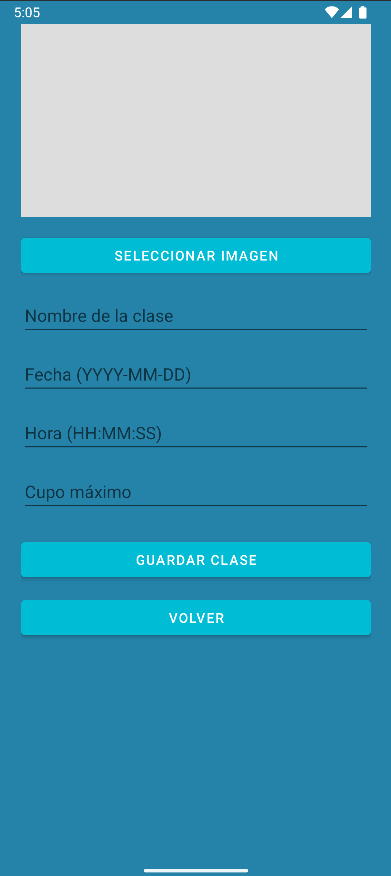 5:05
SELECCIONAR IMAGEN
Nombre de la clase
Fecha (YYYY-MM-DD)
Hora (HH:MM:SS)
Cupo máximo
GUARDAR CLASE
VOLVER